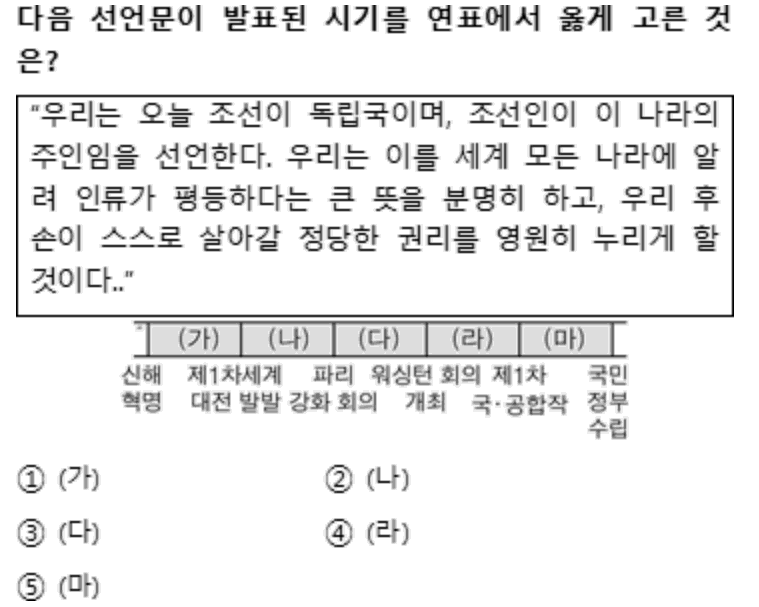 다음 선언문이 발표된 시기를 연표에서 옳게 고른 것
은?
"우리는 오늘 조선이 독립국이며, 조선인이 이 나라의
주인임을 선언한다. 우리는 이를 세계 모든 나라에 알
려 인류가 평등하다는 큰 뜻을 분명히 하고, 우리 후
손이 스스로 살아갈 정당한 권리를 영원히 누리게 할
것이다.."
(가) (나) (다) (라) (마)
신해 제1차세계 파리 워싱턴 회의 제1차 국민
혁명 대전 발발 강화 회의 개최 국·공합작 정부
수립
① (가) ② (나)
③ (다) ④ (라)
⑤ (마)